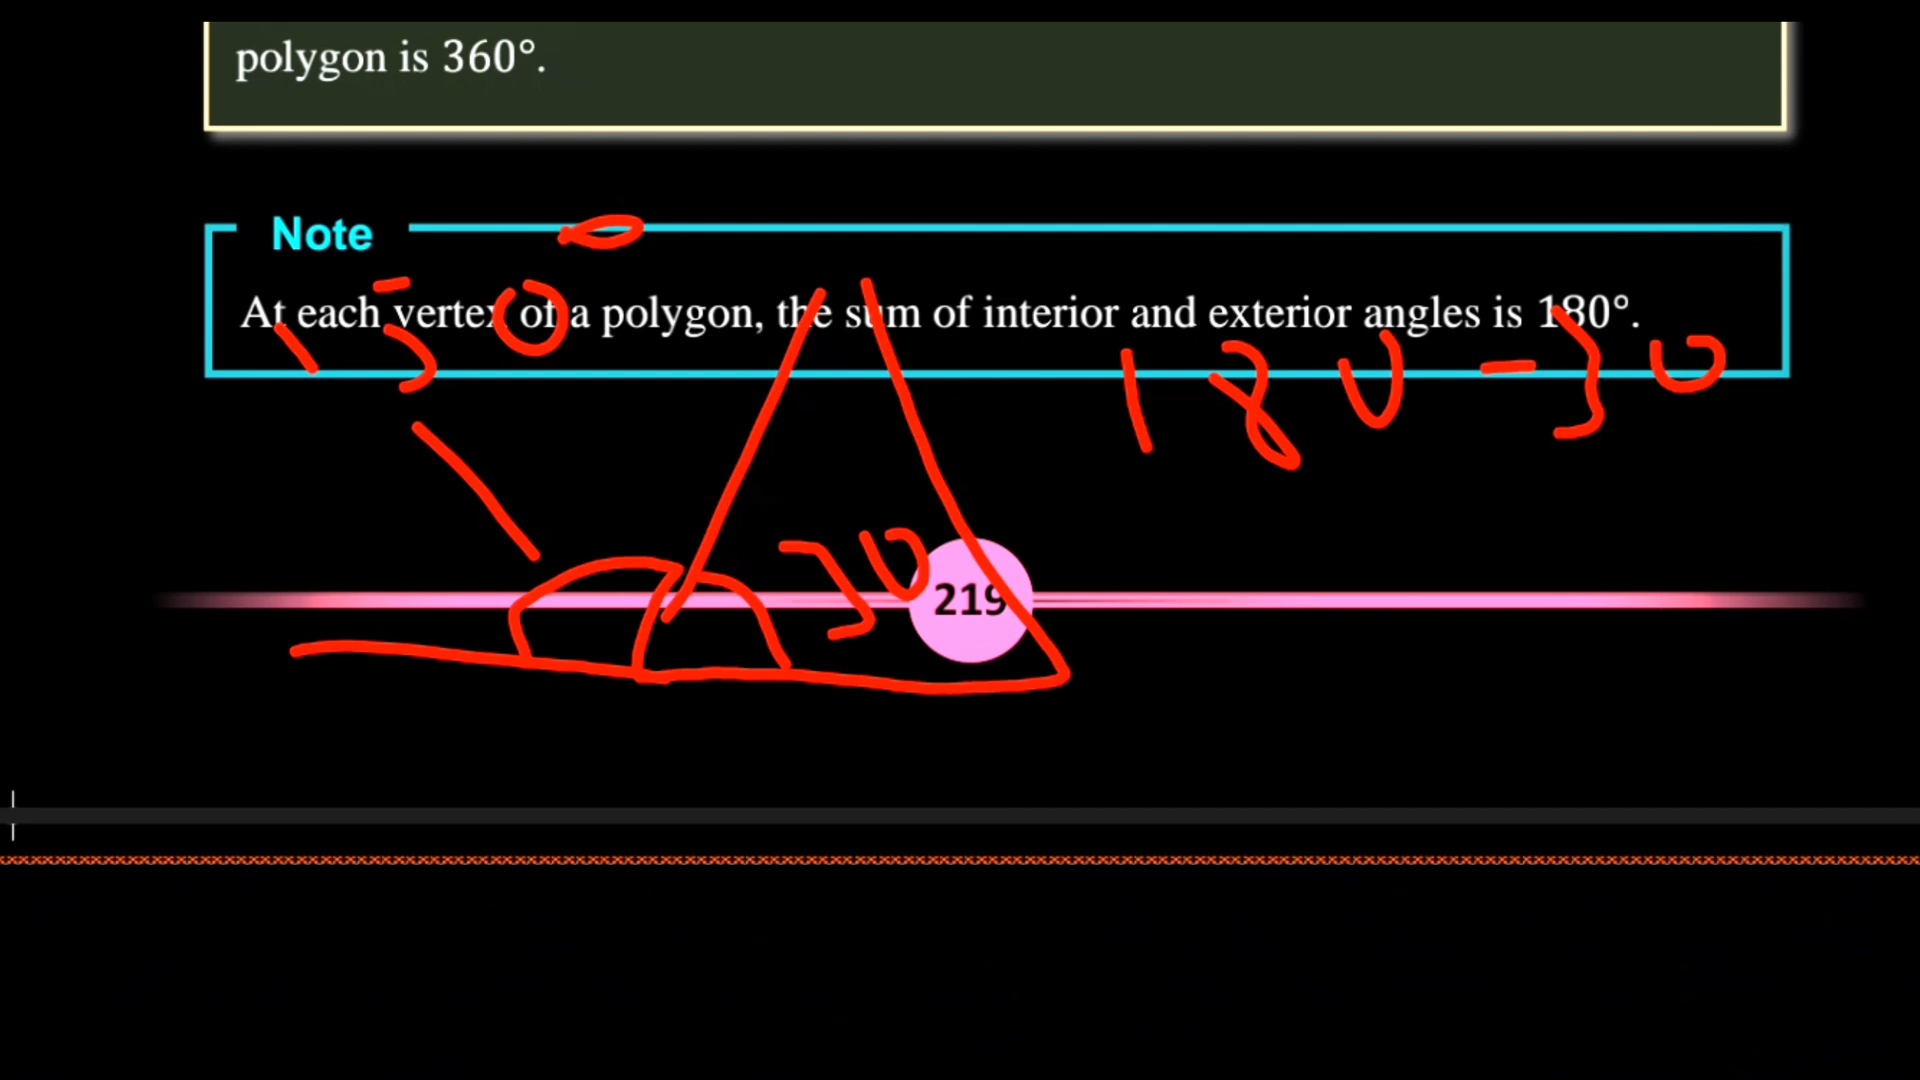 polygon is 360°.
Note
150°
At each vertex of a polygon, the sum of interior and exterior angles is 180°.
180-30
30
219